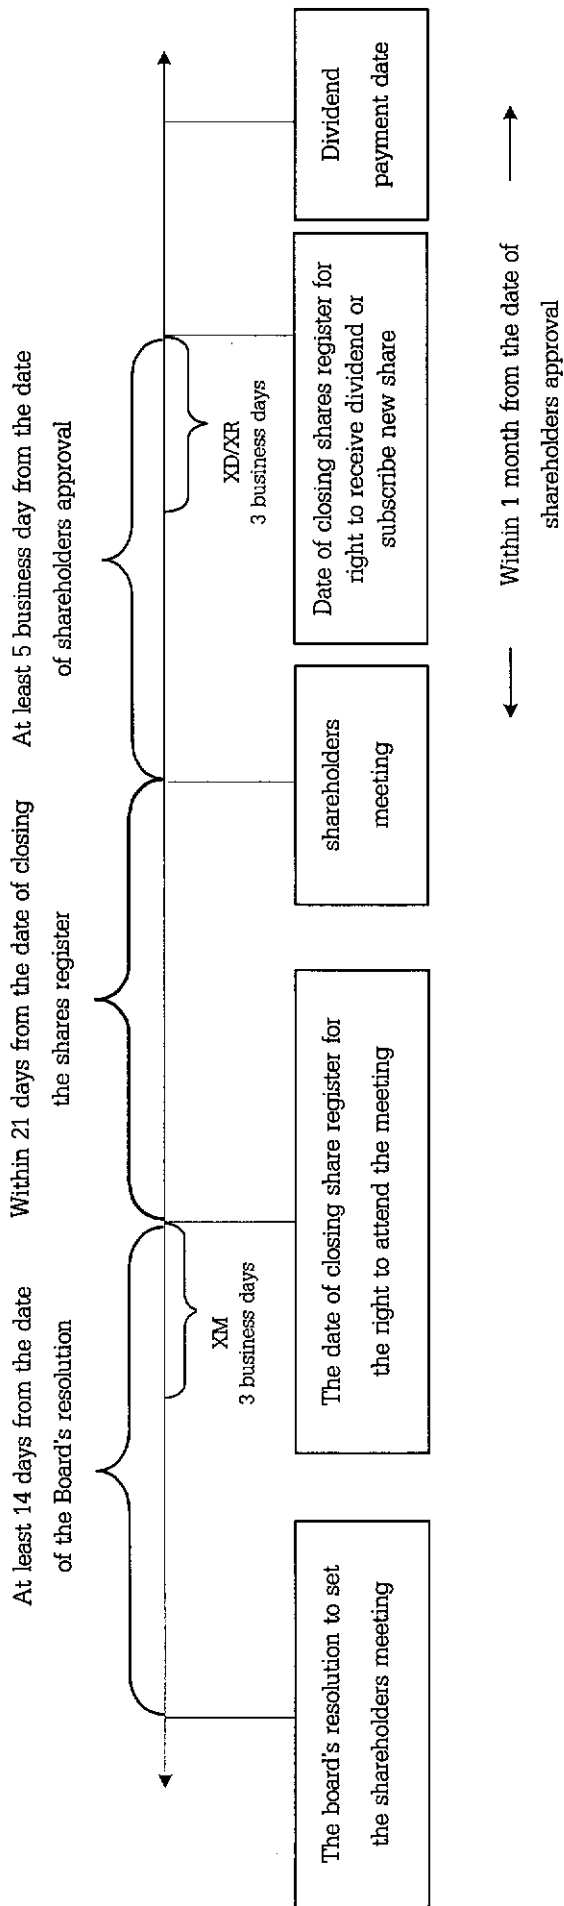 At least 14 days from the date
of the Board's resolution
Within 21 days from the date of closing
the shares register
At least 5 business day from the date
of shareholders approval
XM
3 business days
XD/XR
3 business days
The board's resolution to set
the shareholders meeting
The date of closing share register for
the right to attend the meeting
shareholders
meeting
Date of closing shares register for
right to receive dividend or
subscribe new share
Dividend
payment date
Within 1 month from the date of
shareholders approval